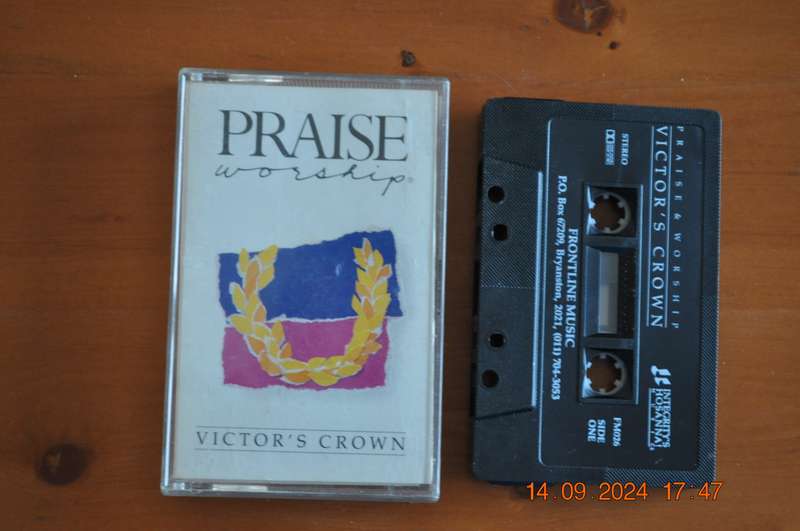 PRAISE
worship®
VICTOR'S CROWN
PRAISE & WORSHIP
VICTOR'S CROWN
STEREO
FRONTLINE MUSIC
P.O. Box 67209, Bryanston, 2021, (011) 704-3053
INTEGRITY'S
HOSANNA!
FM026
SIDE
ONE
14.09.2024 17:47